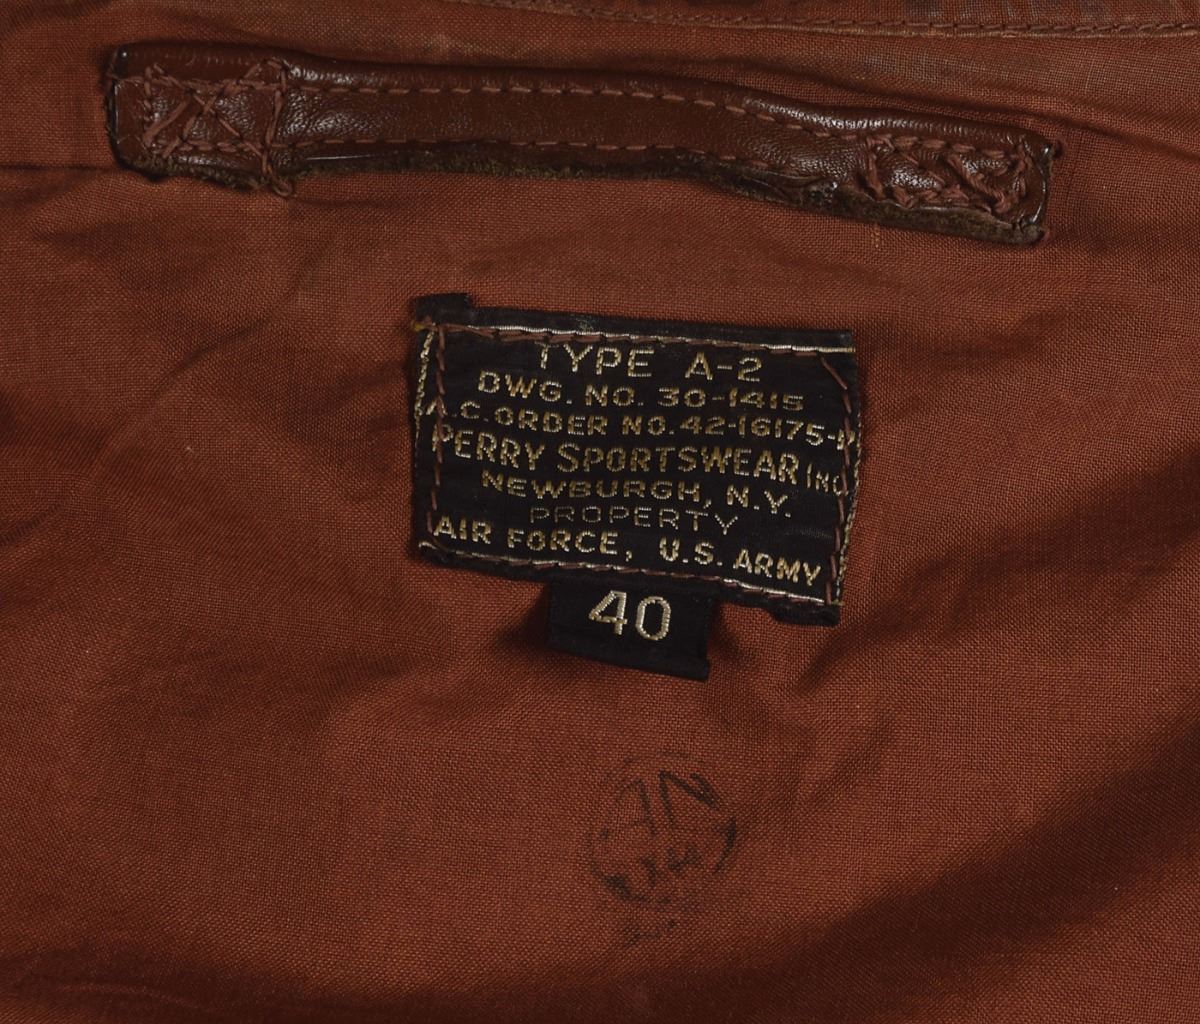 TYPE A-2
DWG. NO. 30-1415
A.C. ORDER NO. 42-16175-P
PERRY SPORTSWEAR INC
NEWBURGH, N.Y.
PROPERTY
AIR FORCE, U.S. ARMY
40
AN